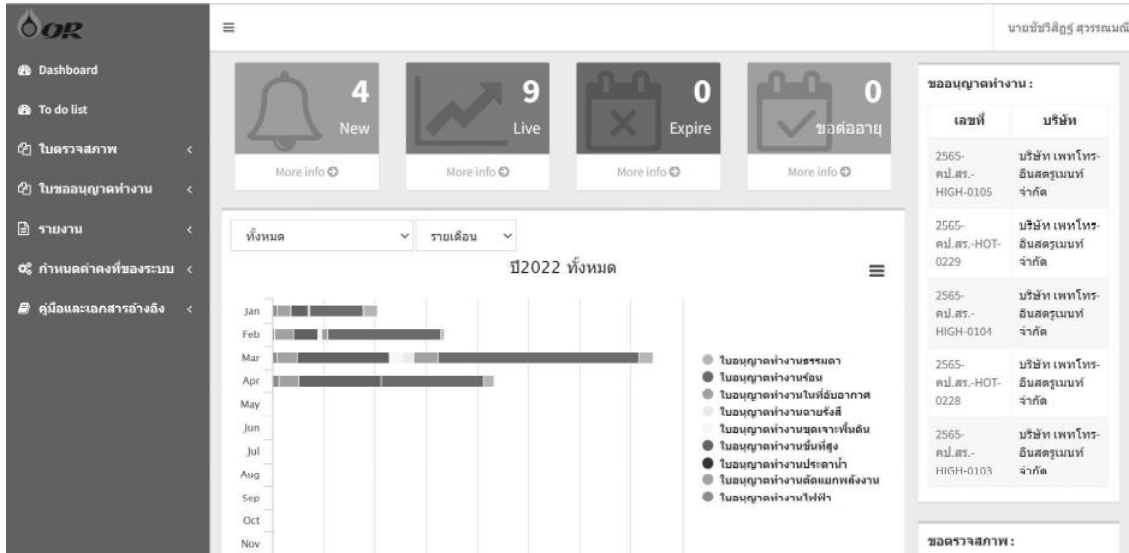 OR
นายชัชวิสิฎฐ์ สุวรรณมณี
Dashboard
To do list
ใบตรวจสภาพ
ใบขออนุญาตทำงาน
รายงาน
กำหนดค่าคงที่ของระบบ
คู่มือและเอกสารอ้างอิง
4
New
More info
9
Live
More info
0
Expire
More info
0
ขอต่ออายุ
More info
ทั้งหมด
รายเดือน
ปี2022 ทั้งหมด
Jan
Feb
Mar
Apr
May
Jun
Jul
Aug
Sep
Oct
Nov
ใบอนุญาตทำงานธรรมดา
ใบอนุญาตทำงานร้อน
ใบอนุญาตทำงานในที่อับอากาศ
ใบอนุญาตทำงานฉายรังสี
ใบอนุญาตทำงานขุดเจาะพื้นดิน
ใบอนุญาตทำงานขึ้นที่สูง
ใบอนุญาตทำงานประดาน้ำ
ใบอนุญาตทำงานตัดแยกพลังงาน
ใบอนุญาตทำงานไฟฟ้า
ขออนุญาตทำงาน :
เลขที่ บริษัท
2565- บริษัท เพทโทร-
คป.สร.- อินสตรูเมนท์
HIGH-0105 จำกัด
2565- บริษัท เพทโทร-
คป.สร.-HOT- อินสตรูเมนท์
0229 จำกัด
2565- บริษัท เพทโทร-
คป.สร.- อินสตรูเมนท์
HIGH-0104 จำกัด
2565- บริษัท เพทโทร-
คป.สร.-HOT- อินสตรูเมนท์
0228 จำกัด
2565- บริษัท เพทโทร-
คป.สร.- อินสตรูเมนท์
HIGH-0103 จำกัด
ขอตรวจสภาพ :